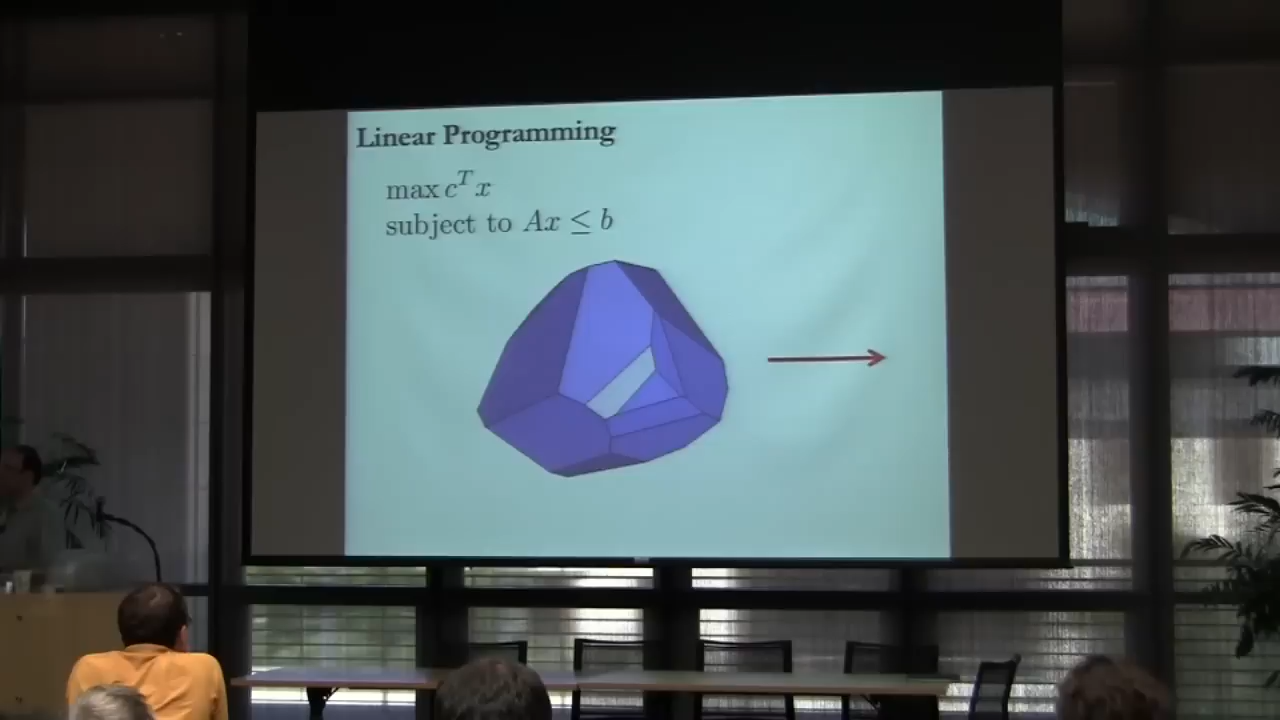 Linear Programming
max c^T x
subject to Ax ≤ b